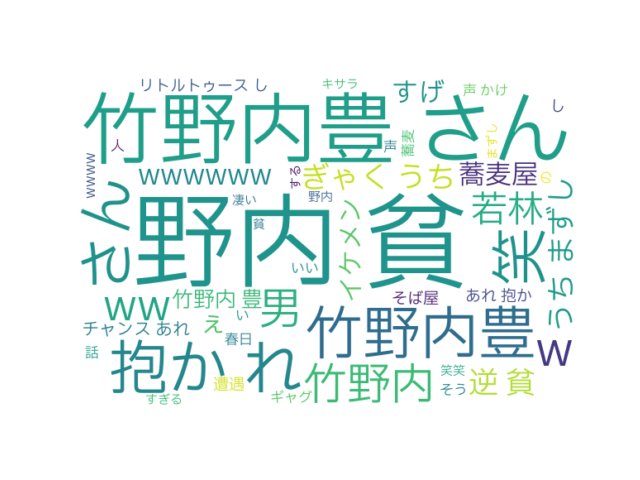 リトルトゥース し
キサラ
すげ
声 かけ
竹野内豊
さん
し
人
声
蕎麦
まずし
wwwww
wwwwww
する
ぎゃく うち
蕎麦屋
の
さん
凄い
野内
野内 貧
貧
若林
笑
うち まずし
いい
イケメン
ww
竹野内 豊
男
そば屋
あれ 抱か
チャンス あれ
え
い
春日
竹野内豊
w
話
抱か れ
遭遇
竹野内
笑笑
逆 貧
すぎる
ギャグ
そう